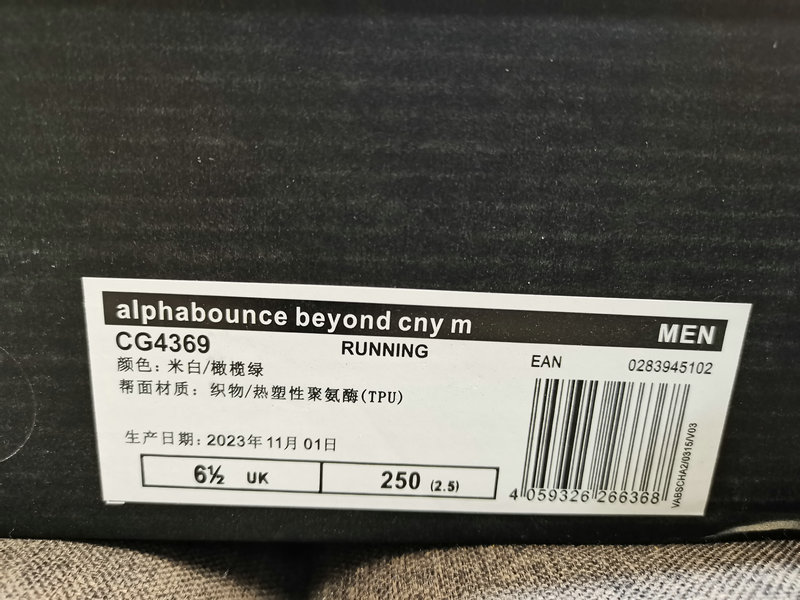 alphabounce beyond cny m
MEN
CG4369
RUNNING
颜色: 米白/橄榄绿
帮面材质: 织物/热塑性聚氨酶(TPU)
EAN 0283945102
生产日期: 2023年11月01日
6½ UK
250 (2.5)
4 059326 266368
VABSCHA2/0315/V03